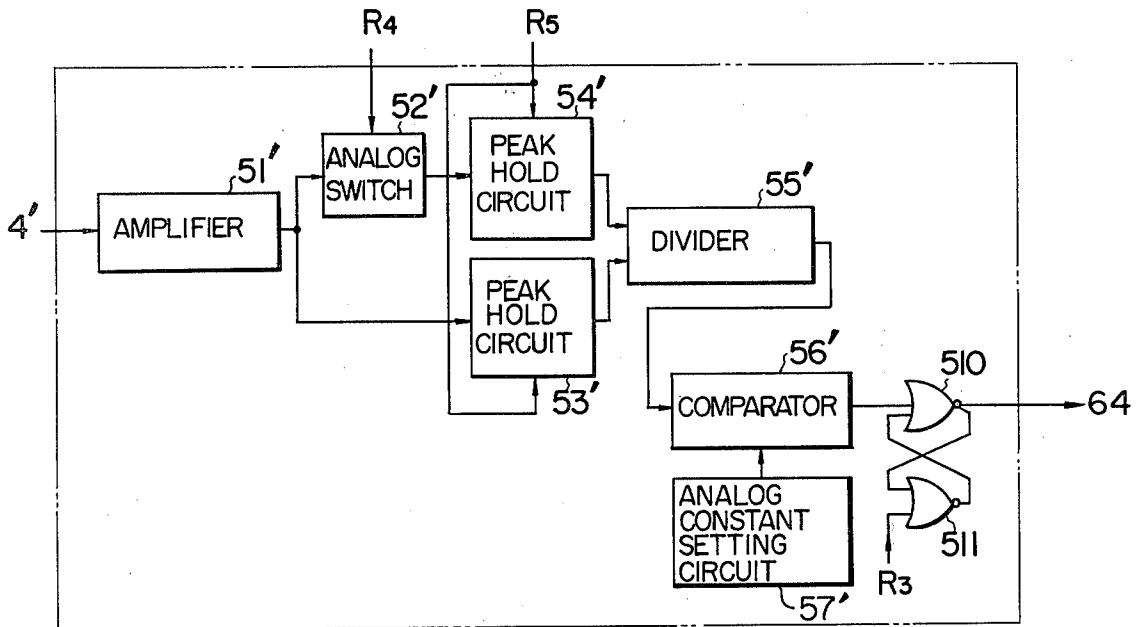 R4
R5
52'
54'
ANALOG
SWITCH
PEAK
HOLD
CIRCUIT
51'
55'
4'
AMPLIFIER
DIVIDER
PEAK
HOLD
CIRCUIT
53'
56'
510
COMPARATOR
64
ANALOG
CONSTANT
SETTING
CIRCUIT
511
R3
57'